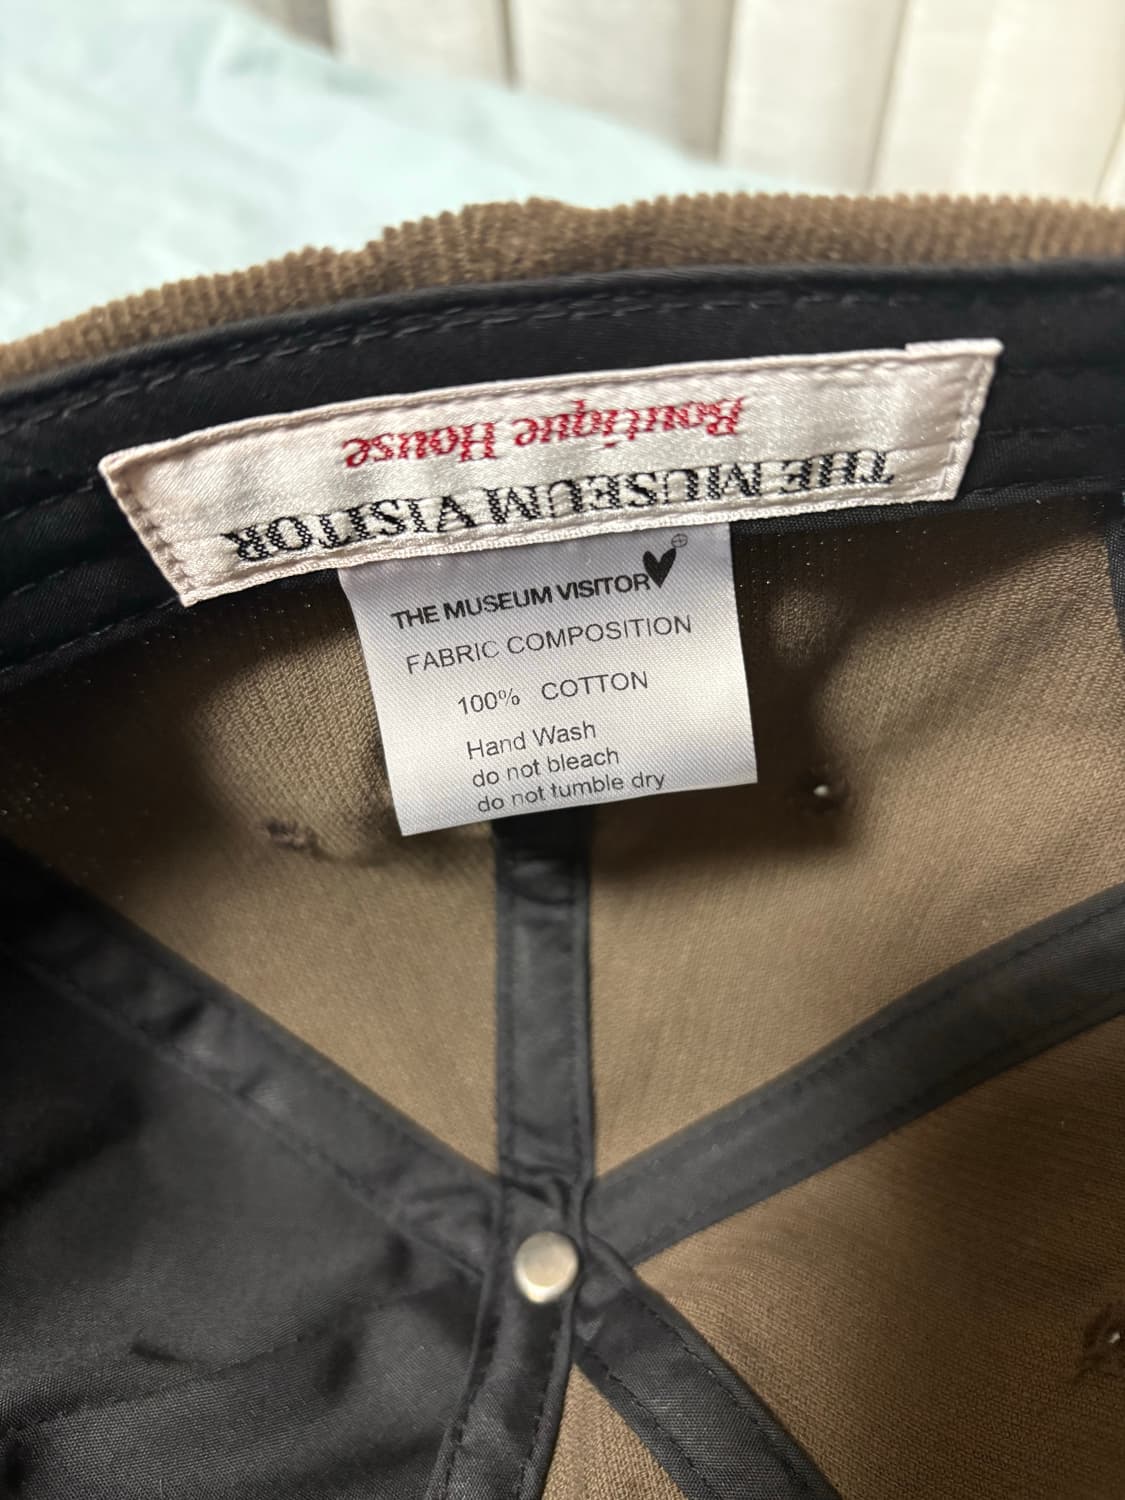 THE MUSEUM VISITOR
Boutique House
THE MUSEUM VISITOR
FABRIC COMPOSITION
100% COTTON
Hand Wash
do not bleach
do not tumble dry